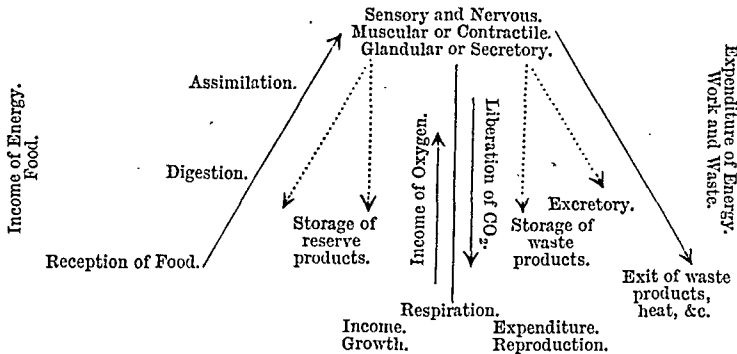 Sensory and Nervous.
Muscular or Contractile.
Glandular or Secretory.
Income of Energy.
Food.
Assimilation.
Digestion.
Reception of Food.
Storage of
reserve
products.
Income of Oxygen.
Liberation of CO₂.
Storage of
waste
products.
Excretory.
Exit of waste
products,
heat, &c.
Expenditure of Energy.
Work and Waste.
Respiration.
Income. Expenditure.
Growth. Reproduction.